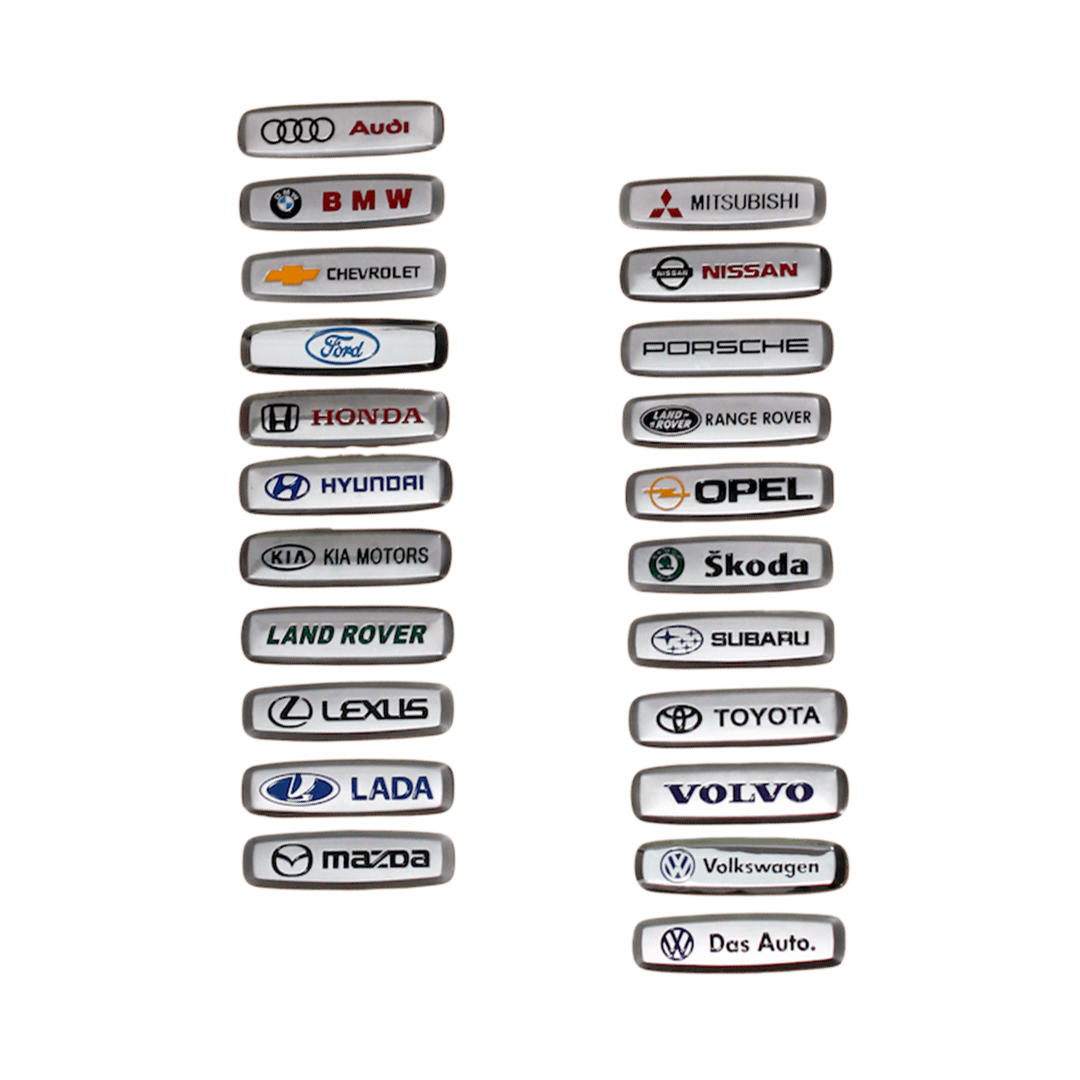 Audi
BMW BMW
CHEVROLET
Ford
HONDA
HYUNDAI
KIA KIA MOTORS
LAND ROVER
LEXUS
LADA
mazda
MITSUBISHI
NISSAN NISSAN
PORSCHE
LAND-ROVER RANGE ROVER
OPEL
Škoda
SUBARU
TOYOTA
VOLVO
Volkswagen
Das Auto.